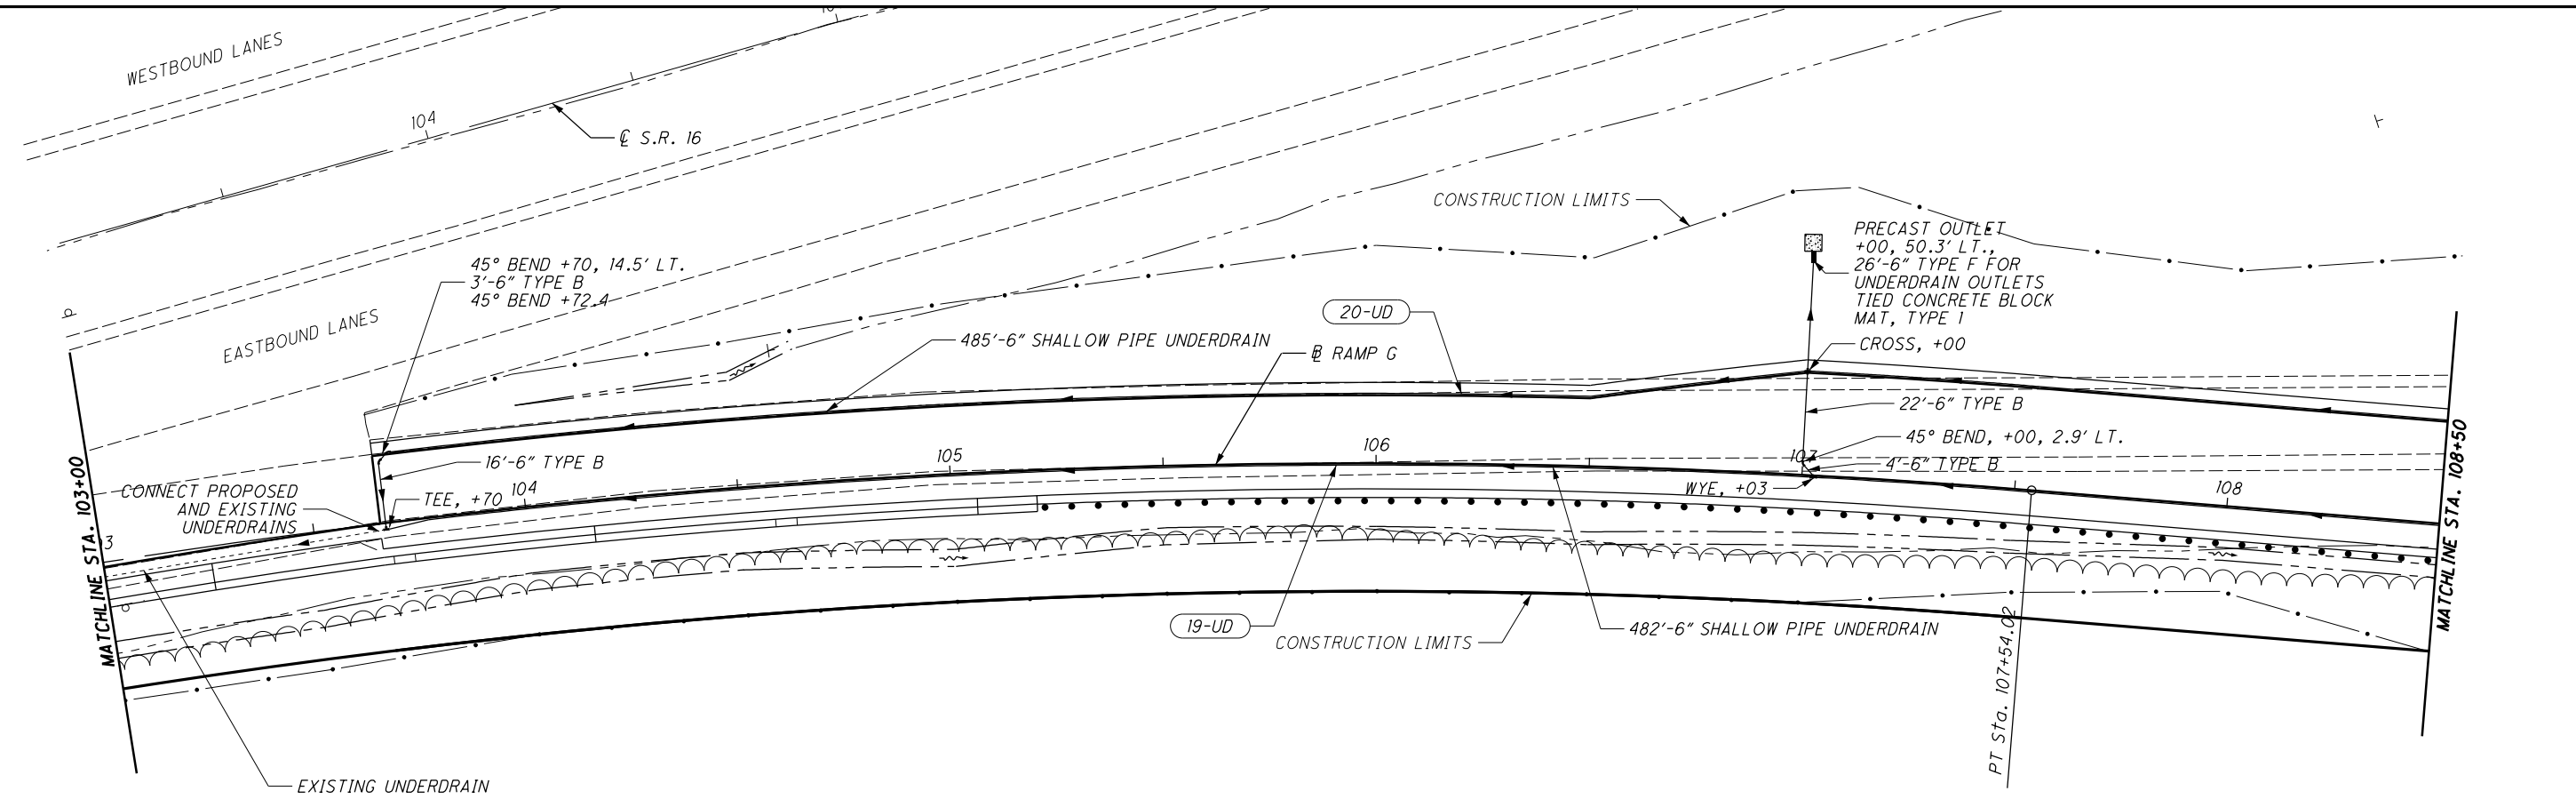 WESTBOUND LANES
104
℄ S.R. 16
CONSTRUCTION LIMITS
PRECAST OUTLET
+00, 50.3' LT.,
26'-6" TYPE F FOR
UNDERDRAIN OUTLETS
TIED CONCRETE BLOCK
MAT, TYPE 1
45° BEND +70, 14.5' LT.
3'-6" TYPE B
45° BEND +72.4
EASTBOUND LANES
20-UD
485'-6" SHALLOW PIPE UNDERDRAIN
BL RAMP G
CROSS, +00
22'-6" TYPE B
45° BEND, +00, 2.9' LT.
4'-6" TYPE B
WYE, +03
105
106
107
108
16'-6" TYPE B
TEE, +70
104
CONNECT PROPOSED
AND EXISTING
UNDERDRAINS
MATCHLINE STA. 103+00
MATCHLINE STA. 108+50
19-UD
CONSTRUCTION LIMITS
482'-6" SHALLOW PIPE UNDERDRAIN
PT Sta. 107+54.02
EXISTING UNDERDRAIN